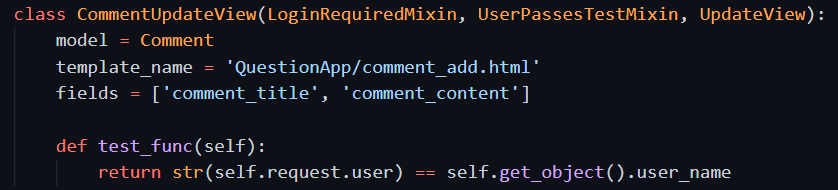 class CommentUpdateView(LoginRequiredMixin, UserPassesTestMixin, UpdateView):
    model = Comment
    template_name = 'QuestionApp/comment_add.html'
    fields = ['comment_title', 'comment_content']

    def test_func(self):
        return str(self.request.user) == self.get_object().user_name